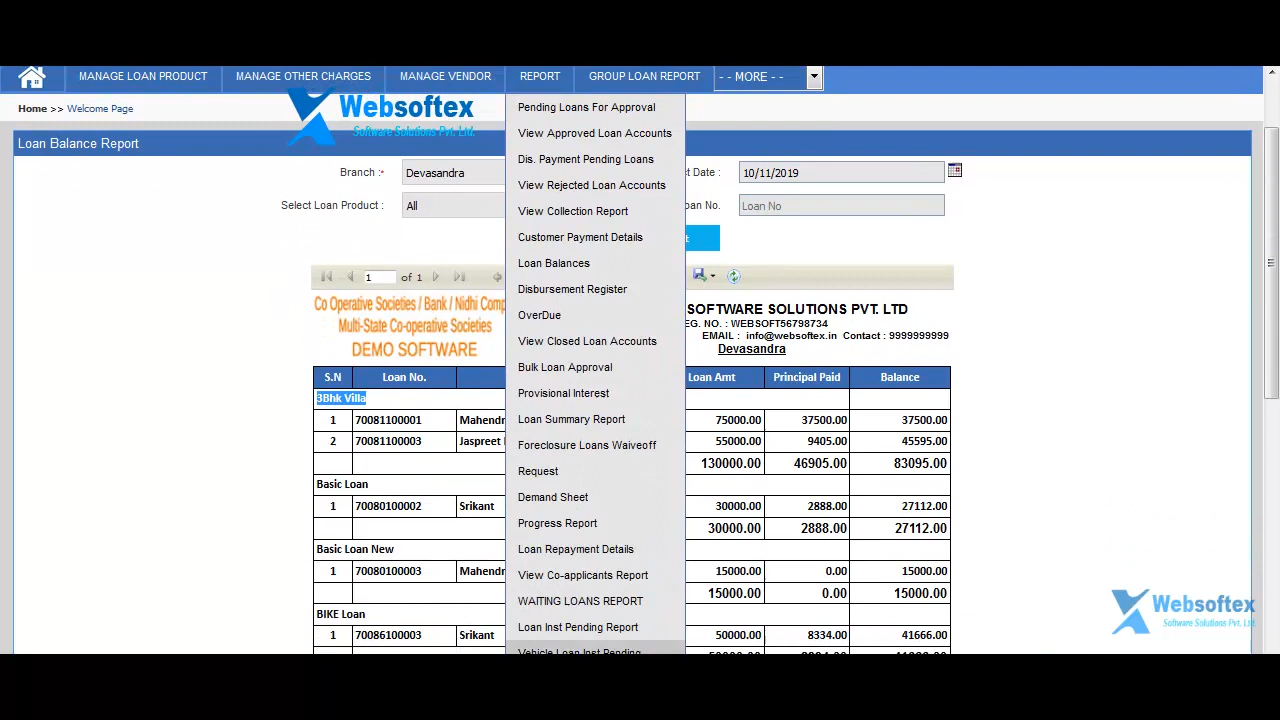 MANAGE LOAN PRODUCT MANAGE OTHER CHARGES MANAGE VENDOR REPORT GROUP LOAN REPORT - - MORE - -
Home >> Welcome Page
Websoftex
Software Solutions Pvt. Ltd.
Loan Balance Report
Branch :* Devasandra
ct Date : 10/11/2019
Select Loan Product : All
Loan No
Pending Loans For Approval
View Approved Loan Accounts
Dis. Payment Pending Loans
View Rejected Loan Accounts
View Collection Report
Customer Payment Details
Loan Balances
Disbursement Register
OverDue
View Closed Loan Accounts
Bulk Loan Approval
Provisional Interest
Loan Summary Report
Foreclosure Loans Waiveoff
Request
Demand Sheet
Progress Report
Loan Repayment Details
View Co-applicants Report
WAITING LOANS REPORT
Loan Inst Pending Report
Vehicle Loan Inst Pending
1 of 1
Co Operative Societies / Bank / Nidhi Comp
Multi-State Co-operative Societies
DEMO SOFTWARE
SOFTWARE SOLUTIONS PVT. LTD
EG. NO. : WEBSOFT56798734
EMAIL : info@websoftex.in Contact : 9999999999
Devasandra
S.N Loan No. Loan Amt Principal Paid Balance
3Bhk Villa
1 70081100001 Mahendr 75000.00 37500.00 37500.00
2 70081100003 Jaspreet 55000.00 9405.00 45595.00
130000.00 46905.00 83095.00
Basic Loan
1 70080100002 Srikant 30000.00 2888.00 27112.00
30000.00 2888.00 27112.00
Basic Loan New
1 70080100003 Mahendr 15000.00 0.00 15000.00
15000.00 0.00 15000.00
BIKE Loan
1 70086100003 Srikant 50000.00 8334.00 41666.00
Websoftex
Software Solutions Pvt. Ltd.